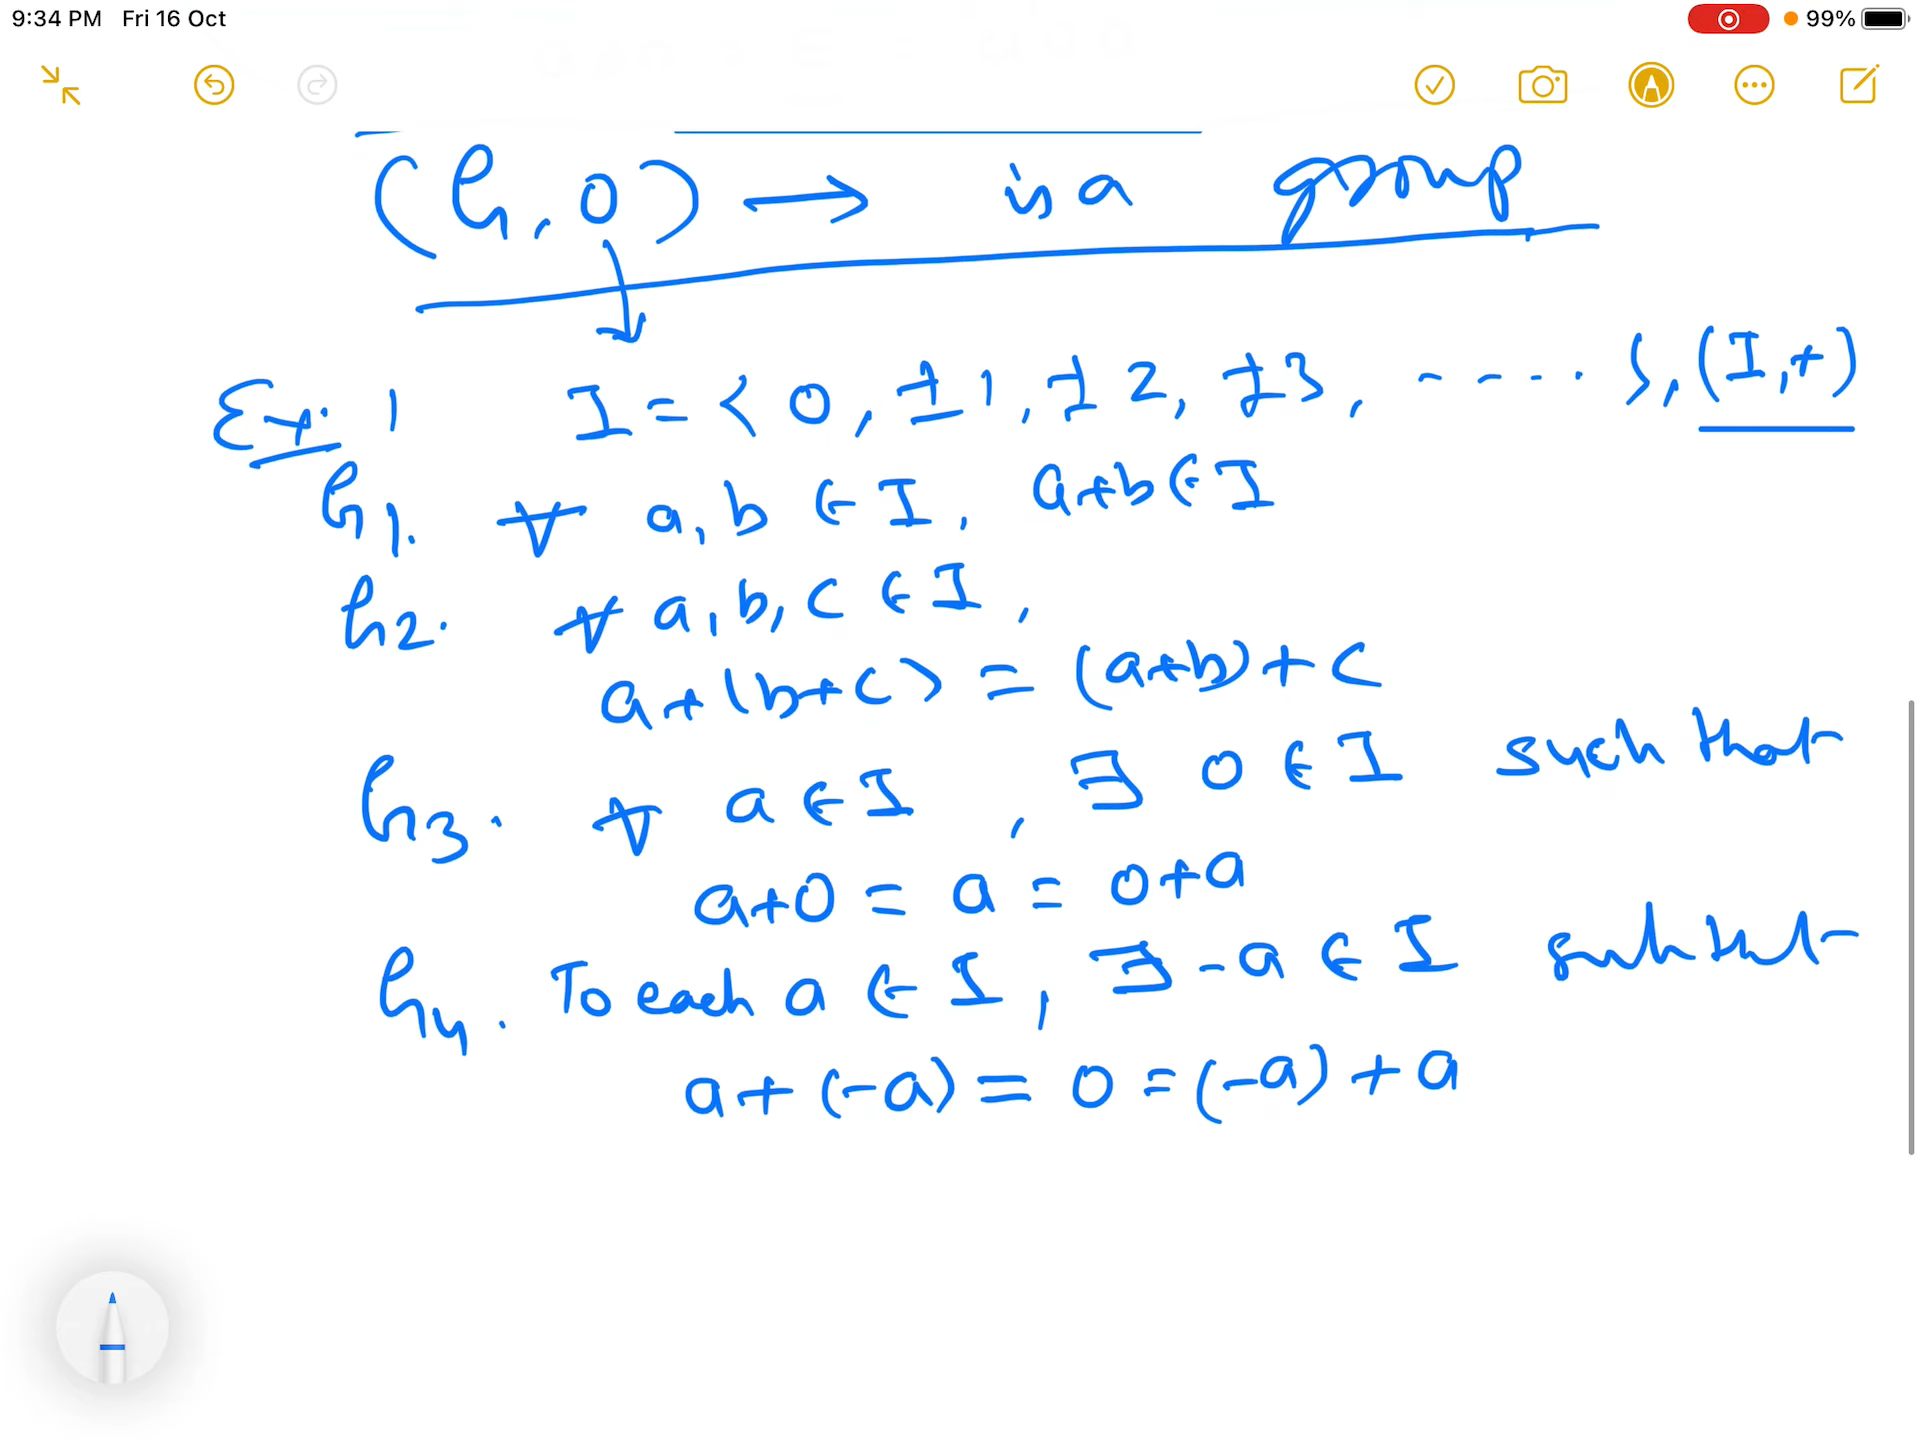 9:34 PM Fri 16 Oct 99%
(G, o) → is a group
Ex. 1 I = { 0, ±1, ±2, ±3, ----- }, (I,+)
G1. ∀ a, b ∈ I, a+b ∈ I
G2. ∀ a, b, c ∈ I,
a+(b+c) = (a+b)+c
G3. ∀ a ∈ I, ∃ 0 ∈ I such that
a+0 = a = 0+a
G4. To each a ∈ I, ∃ -a ∈ I such that
a+(-a) = 0 = (-a)+a